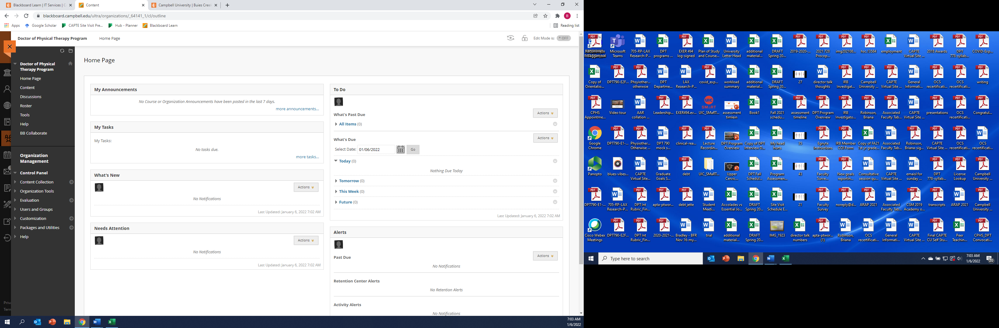 Blackboard Learn | IT Services | C
Content
Campbell University | Buies Cree
blackboard.campbell.edu/ultra/organizations/_64141_1/cl/outline
B
Apps
Google Scholar
CAPTE Site Visit Pre...
Hub - Planner
Blackboard Learn
Reading list
Doctor of Physical Therapy Program
Home Page
Edit Mode is:
OFF
Doctor of Physical
Therapy Program
Home Page
Content
Discussions
Roster
Tools
Help
BB Collaborate
Organization
Management
Control Panel
Content Collection
Organization Tools
Evaluation
Users and Groups
Customization
Packages and Utilities
Help
Priv
Tern
Home Page
My Announcements
No Course or Organization Announcements have been posted in the last 7 days.
more announcements...
My Tasks
My Tasks:
No tasks due.
more tasks...
What's New
Actions
No Notifications
Last Updated: January 6, 2022 7:02 AM
Needs Attention
Actions
No Notifications
Last Updated: January 6, 2022 7:02 AM
To Do
Actions
What's Past Due
All Items (0)
What's Due
Actions
Select Date: 01/06/2022 Go
Today (0)
Nothing Due Today
Tomorrow (0)
This Week (0)
Future (0)
Last Updated: January 6, 2022 7:02 AM
Alerts
Actions
Past Due
No Notifications
Retention Center Alerts
No Retention Alerts
Activity Alerts
No Notifications
7:03 AM
1/6/2022
Microsoft
Teams
705-RP-LAX
Research-P...
DPT
programs ...
EXER 494
log-signed
Plan of Study
and Course...
University
Letter Head
additional
material...
DRAFT
Spring 20...
2019-2020-...
2021 728
Procop...
img202108...
hsc.13584
employment
CAPTE
Virtual Site ...
2018 Awards
DPT
778-syllab...
COVID-Exp...
Copy of
Orientatio...
DPT790-E2F...
Phsyiother...
otherwsie
DPT
Departme...
LAX
Research-P...
covid_exp...
workload
summary
additional
material...
DRAFT
Spring 20...
27
director talk
thoughts
IRB
Investigat...
Campbell
University ...
CAPTE
Virtual Site ...
General
Informati...
OCS
recertificati...
OCS
recertificati...
writing
CPHS
Appointme...
Video tour
AAR
collation ...
Leadership...
EXER494.ev...
UIC
SMaRT
UIC_SMaRT...
assessment
timlein
Book1
Fall 2021
schedu...
assessment
timeline
DPT Program
Overview
IRB
Investigato...
Robinson,
Briana
Associated
Faculty Tab...
CAPTE
Virtual Site ...
presentations
OCS
recertificati...
Congratul...
Google
Chrome
DPT790-E1-...
Physiother...
Otherwise ...
DPT 790
mock s...
clinical-rea...
Lecture
Recordin...
DPT Program
Overview
Copy of DPT
Interview D...
My head
hurts
35
Egnyte
Instructions
IRB Member
COI Form
Copy of FA21
1st yr grade...
Associated
Faculty Tab...
Robinson,
Briana-sig...
CAPTE
Virtual Site ...
OCS
recertificati...
OCS
recertificati...
Panopto
blues-vibes...
CAPTE
Virtual Site...
Graduate
Goals S...
debt
UIC_SMaRT...
Upper
Cervic...
DPT Fall
Schedul...
Program
Assessmen...
43
Faculty
Surve...
New goals
reportin...
Consultative
session qu...
CAPTE
Virtual Site ...
emaisl for
sunday ...
DPT
778-syllab...
License
Lookup
Campbell
University ...
DPT790-E1-...
705-RP-LAX
Research-P...
DPT Int
Rubric_Fin...
apta-ptwor...
debt jette
Student
Meeti...
Accolades vs
Essential Jo...
DRAFT
Spring 20...
Site Visit
Schedule E...
21
Faculty
Survey
noreply@d...
ARAP 2021
Associated
Faculty Tab...
CSM 2019
Academy o...
transcripts
ARAP 2021
Campbell
University ...
Cisco Webex
Meetings
DPT790-E2F...
DPT Int
Rubric_Fin...
2020-2021-...
Bradley - BFR
Nov 16-my...
trial
additional
material...
DRAFT
Spring 20...
IMG_1923
director talk
numbers
apta-ptwor...
(1)
Robinson,
Briana
OCS
recertificati...
General
Informati...
CAPTE
Virtual Site ...
Final CAPTE
CU Self Stu...
Peer
Teachin...
CPHS_DPT
Convocati...
Type here to search
7:03 AM
1/6/2022
20